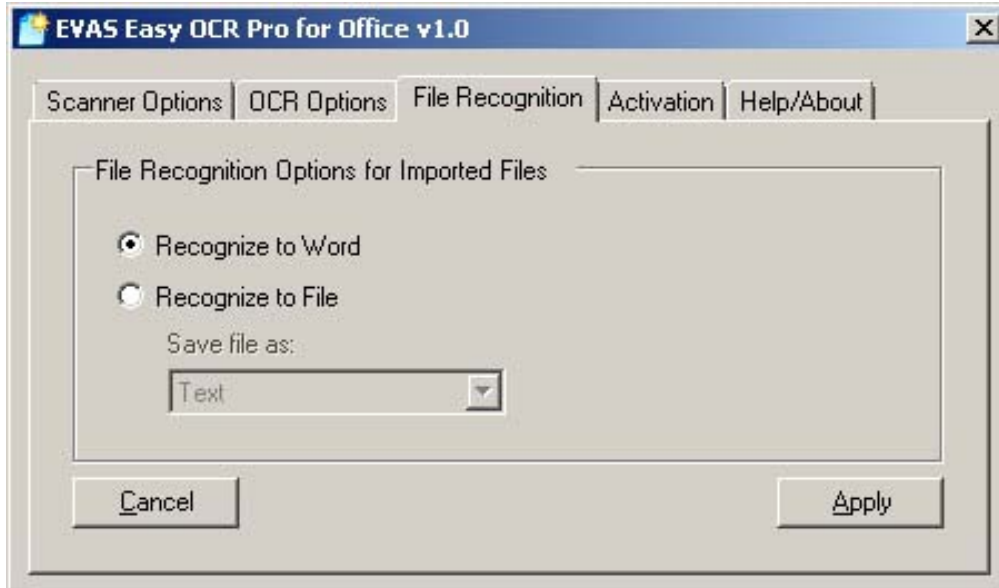 EVAS Easy OCR Pro for Office v1.0
Scanner Options OCR Options File Recognition Activation Help/About
File Recognition Options for Imported Files
Recognize to Word
Recognize to File
Save file as:
Text
Cancel Apply